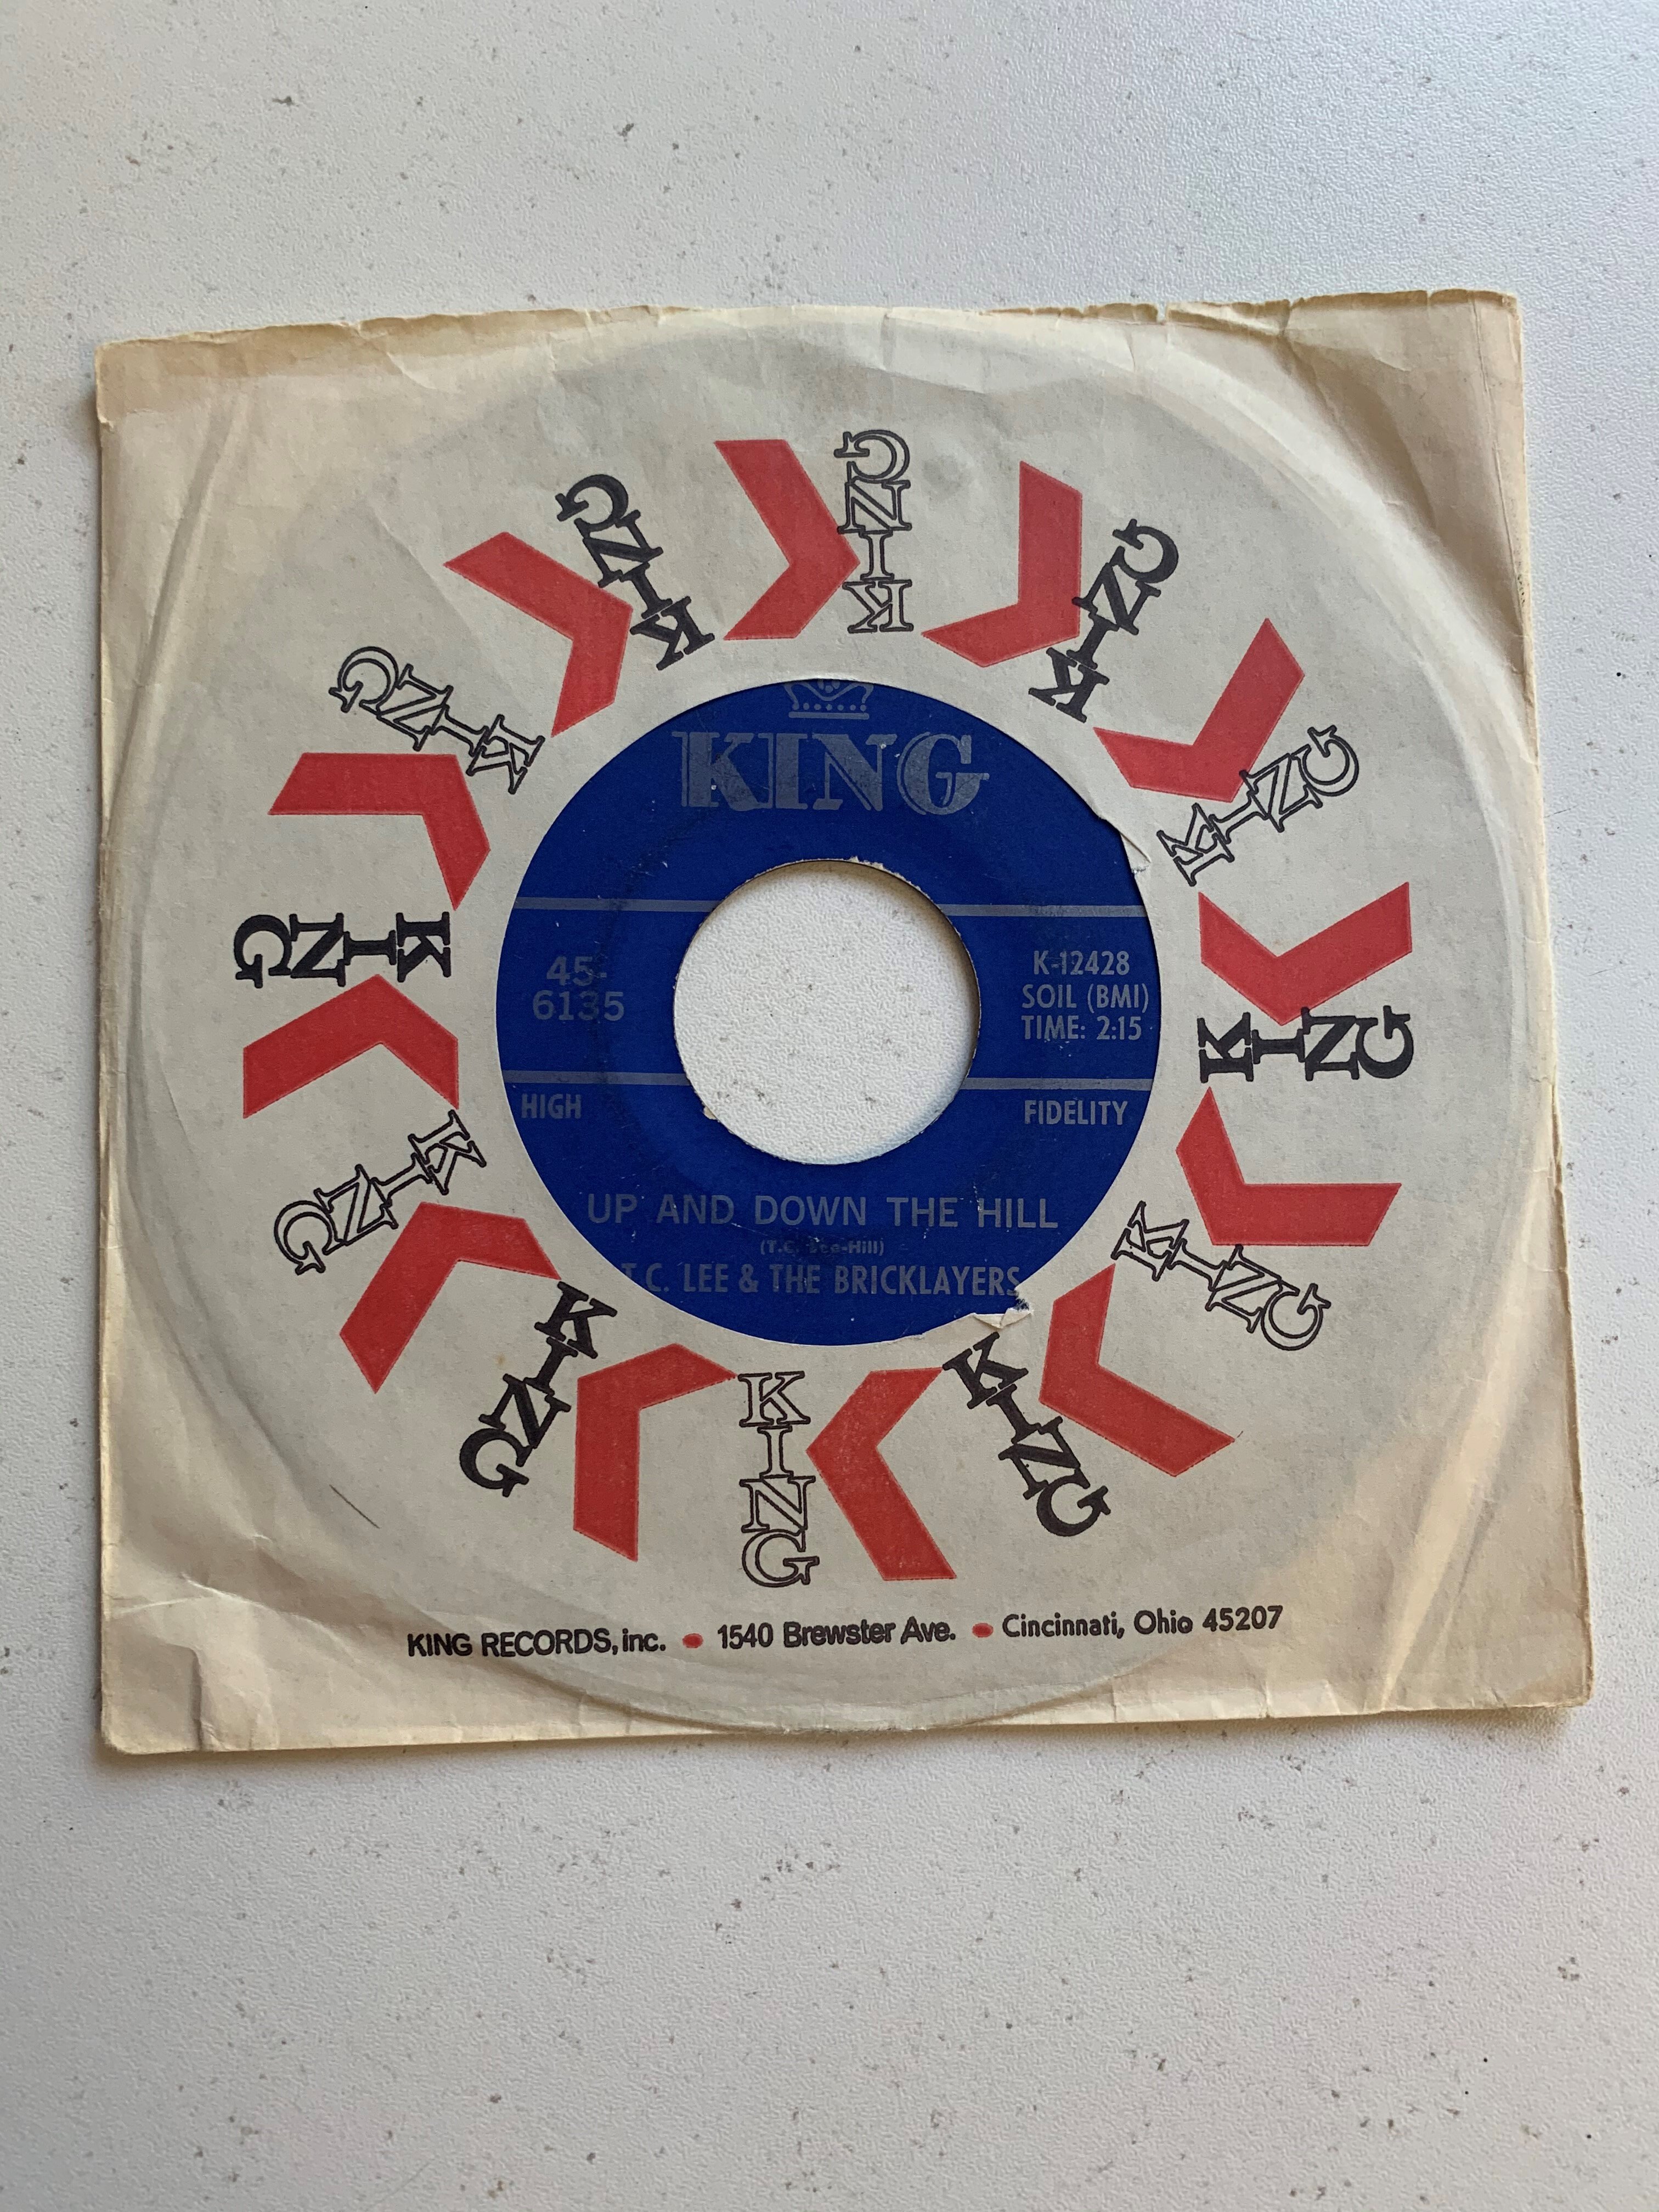 KING
KING
KING
KING
KING
KING
KING
KING
KING
KING
KING
KING
KING
45-
6135
K-12428
SOIL (BMI)
TIME: 2:15
HIGH
FIDELITY
UP AND DOWN THE HILL
(T.C. Lee-Hill)
T.C. LEE & THE BRICKLAYERS
KING RECORDS, inc. • 1540 Brewster Ave. • Cincinnati, Ohio 45207